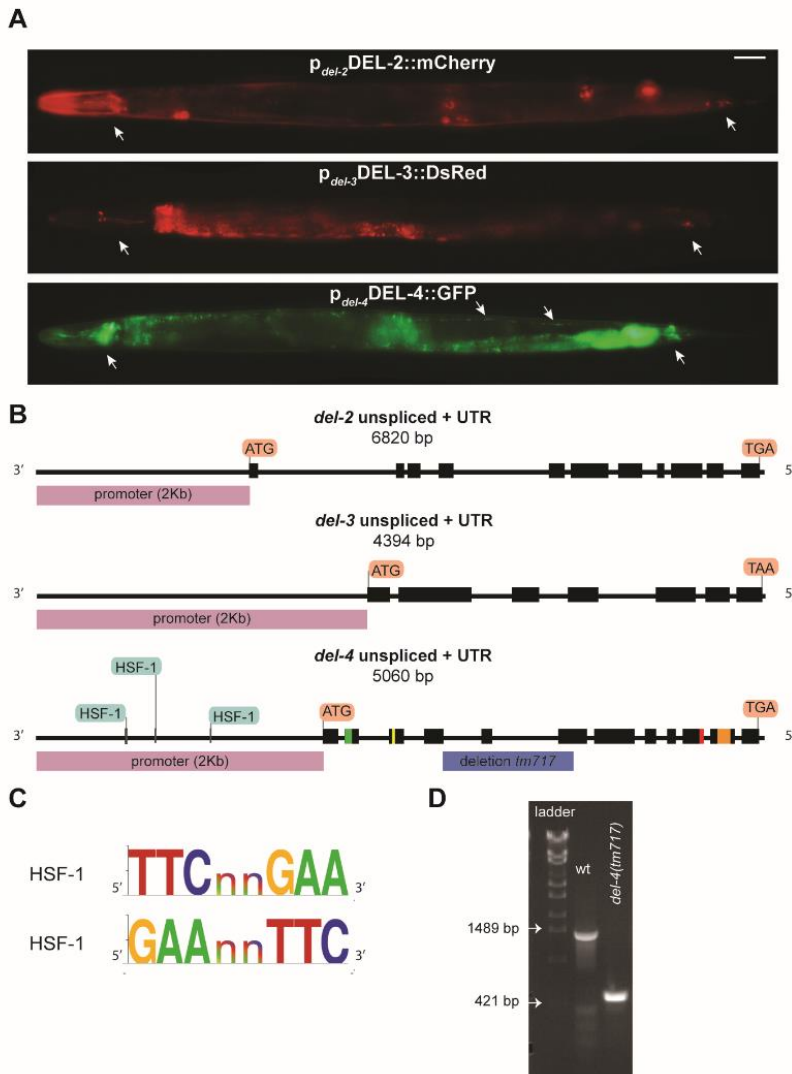 A
pdel-2DEL-2::mCherry
pdel-3DEL-3::DsRed
pdel-4DEL-4::GFP
B
del-2 unspliced + UTR
6820 bp
ATG
TGA
3′
5
promoter (2Kb)
del-3 unspliced + UTR
4394 bp
ATG
TAA
3′
5
promoter (2Kb)
del-4 unspliced + UTR
5060 bp
HSF-1
HSF-1
HSF-1
ATG
TGA
3′
5
promoter (2Kb)
deletion tm717
C
HSF-1
5′ TTCnnGAA 3′
HSF-1
5′ GAAnnTTC 3′
D
ladder
wt
del-4(tm717)
1489 bp
421 bp